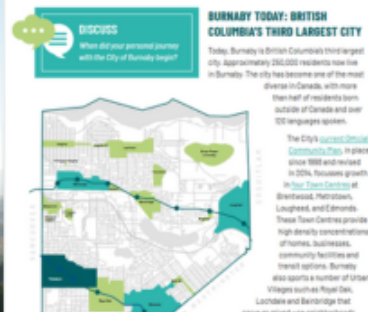 DISCUSS
When did your personal journey
with the City of Burnaby begin?
BURNABY TODAY: BRITISH
COLUMBIA'S THIRD LARGEST CITY
Today, Burnaby is British Columbia's third largest
city. Approximately 250,000 residents now live
in Burnaby. The city has become one of the most
diverse in Canada, with more
than half of residents born
outside of Canada and over
120 languages spoken.
The City's current Official
Community Plan, in place
since 1998 and revised
in 2014, focusses growth
in four Town Centres at
Brentwood, Metrotown,
Lougheed, and Edmonds.
These Town Centres provide
high density concentrations
of homes, businesses,
community facilities and
transit options. Burnaby
also sports a number of Urban
Villages such as Royal Oak,
Lochdale and Bainbridge that